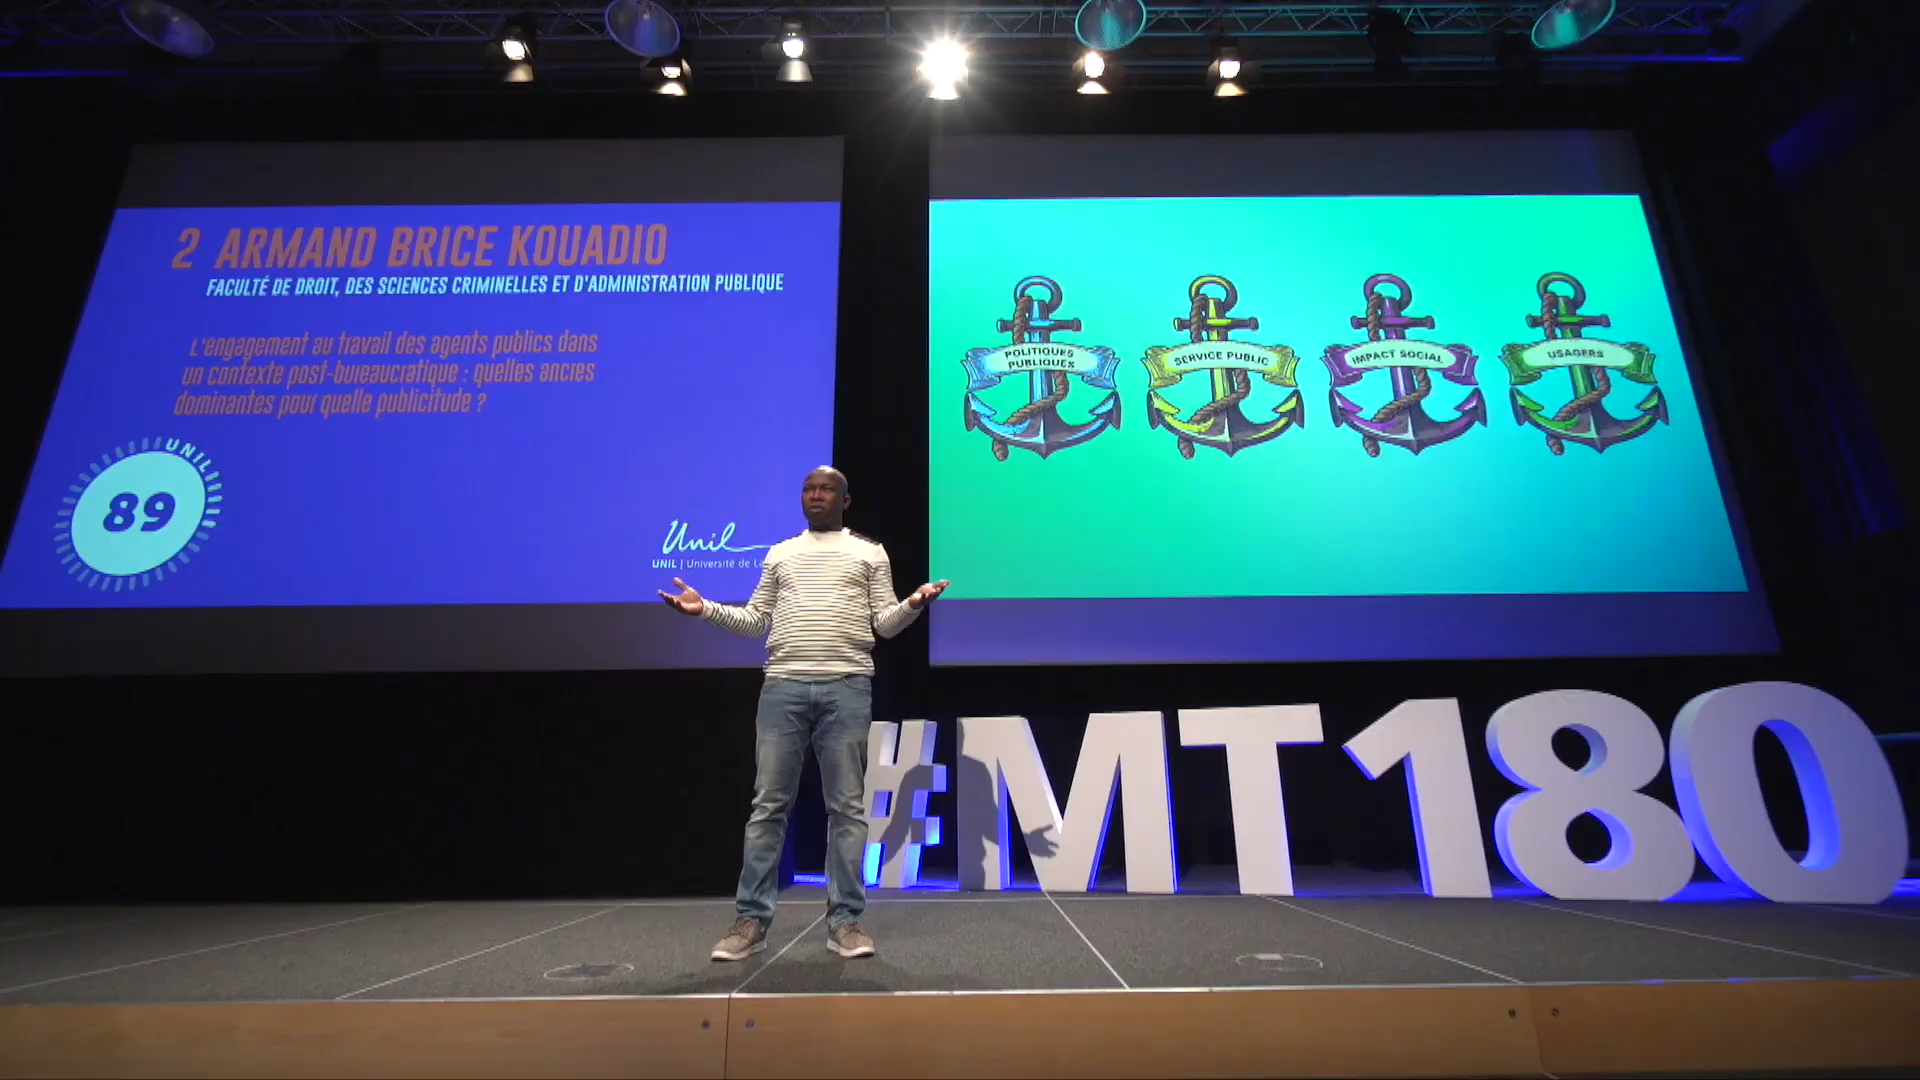 2 ARMAND BRICE KOUADIO
FACULTÉ DE DROIT, DES SCIENCES CRIMINELLES ET D'ADMINISTRATION PUBLIQUE
L'engagement au travail des agents publics dans
un contexte post-bureaucratique : quelles ancres
dominantes pour quelle publicitude ?
UNIL
89
Unil
UNIL | Université de
POLITIQUES
PUBLIQUES
SERVICE PUBLIC
IMPACT SOCIAL
USAGERS
#MT180